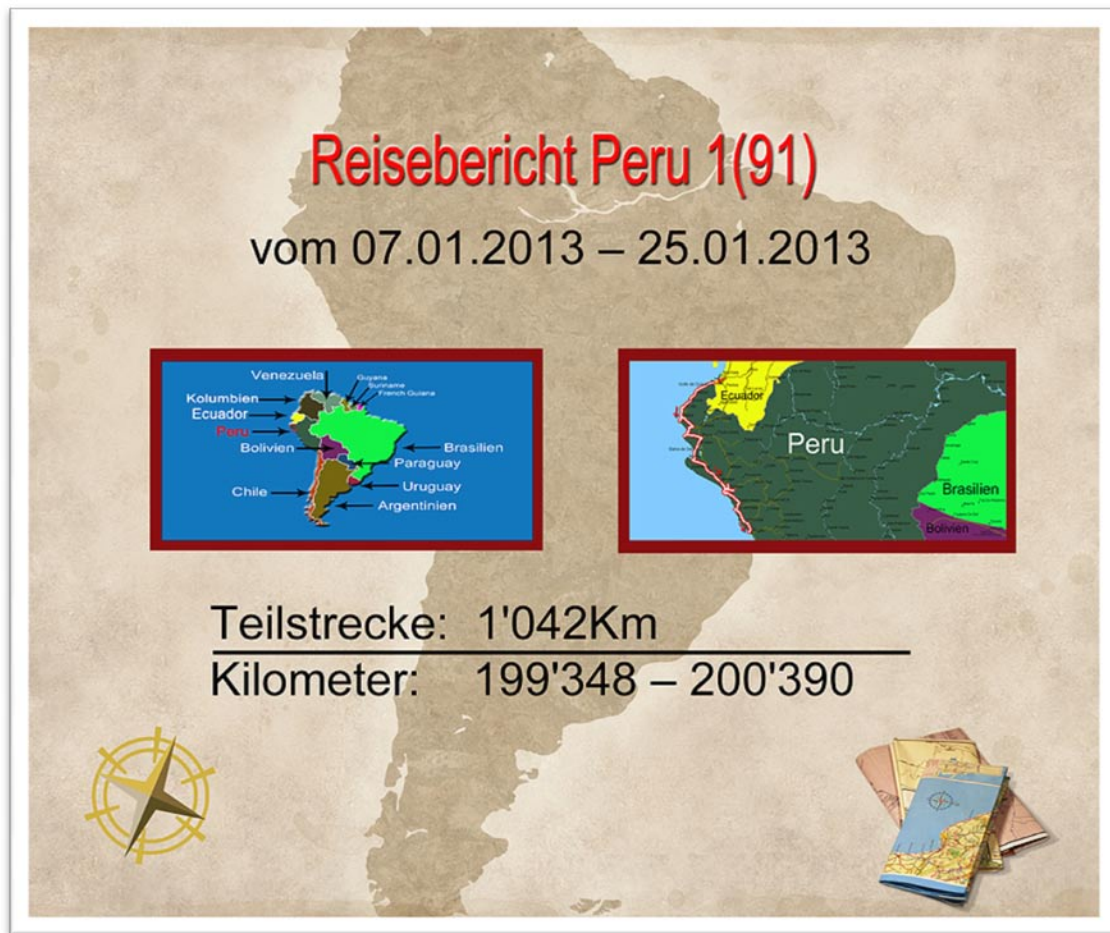 Reisebericht Peru 1(91)
vom 07.01.2013 – 25.01.2013
Venezuela
Guyana
Suriname
French Guiana
Kolumbien
Ecuador
Peru
Bolivien
Brasilien
Paraguay
Chile
Uruguay
Argentinien
Ecuador
Peru
Brasilien
Bolivien
Teilstrecke: 1'042Km
Kilometer: 199'348 – 200'390